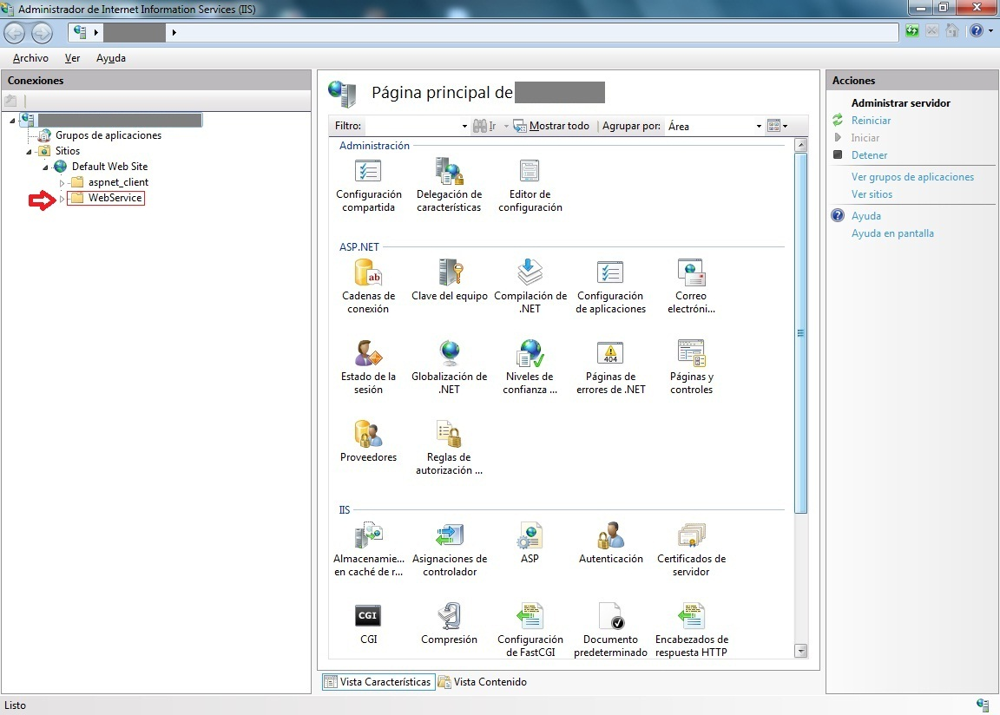 Administrador de Internet Information Services (IIS)
Archivo Ver Ayuda
Conexiones
Grupos de aplicaciones
Sitios
Default Web Site
aspnet_client
WebService
Página principal de
Filtro: Ir Mostrar todo Agrupar por: Área
Administración
Configuración compartida
Delegación de características
Editor de configuración
ASP.NET
Cadenas de conexión
Clave del equipo
Compilación de .NET
Configuración de aplicaciones
Correo electróni...
Estado de la sesión
Globalización de .NET
Niveles de confianza ...
Páginas de errores de .NET
Páginas y controles
Proveedores
Reglas de autorización ...
IIS
Almacenamie... en caché de r...
Asignaciones de controlador
ASP
Autenticación
Certificados de servidor
CGI
Compresión
Configuración de FastCGI
Documento predeterminado
Encabezados de respuesta HTTP
Vista Características Vista Contenido
Acciones
Administrar servidor
Reiniciar
Iniciar
Detener
Ver grupos de aplicaciones
Ver sitios
Ayuda
Ayuda en pantalla
Listo